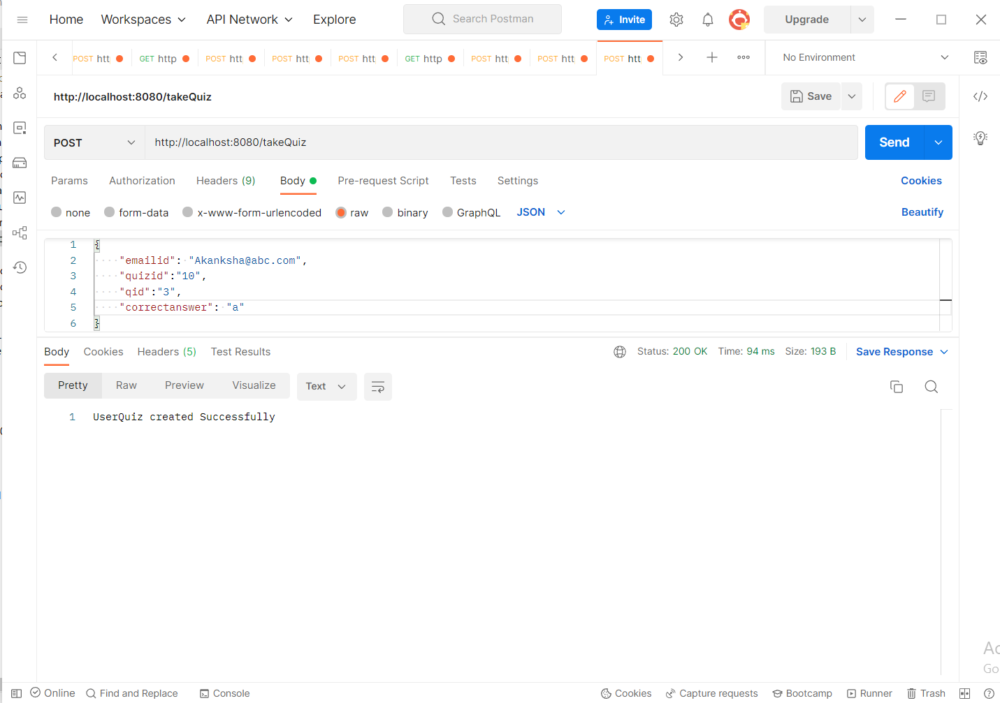 Home Workspaces API Network Explore Search Postman Invite Upgrade
POST htt GET http POST htt POST htt POST htt GET http POST htt POST htt POST htt No Environment
http://localhost:8080/takeQuiz Save
POST http://localhost:8080/takeQuiz Send
Params Authorization Headers (9) Body Pre-request Script Tests Settings Cookies
none form-data x-www-form-urlencoded raw binary GraphQL JSON Beautify
1 {
2 "emailid": "Akanksha@abc.com",
3 "quizid":"10",
4 "qid":"3",
5 "correctanswer": "a"
6 }
Body Cookies Headers (5) Test Results Status: 200 OK Time: 94 ms Size: 193 B Save Response
Pretty Raw Preview Visualize Text
1 UserQuiz created Successfully
Ac
Go
Online Find and Replace Console Cookies Capture requests Bootcamp Runner Trash